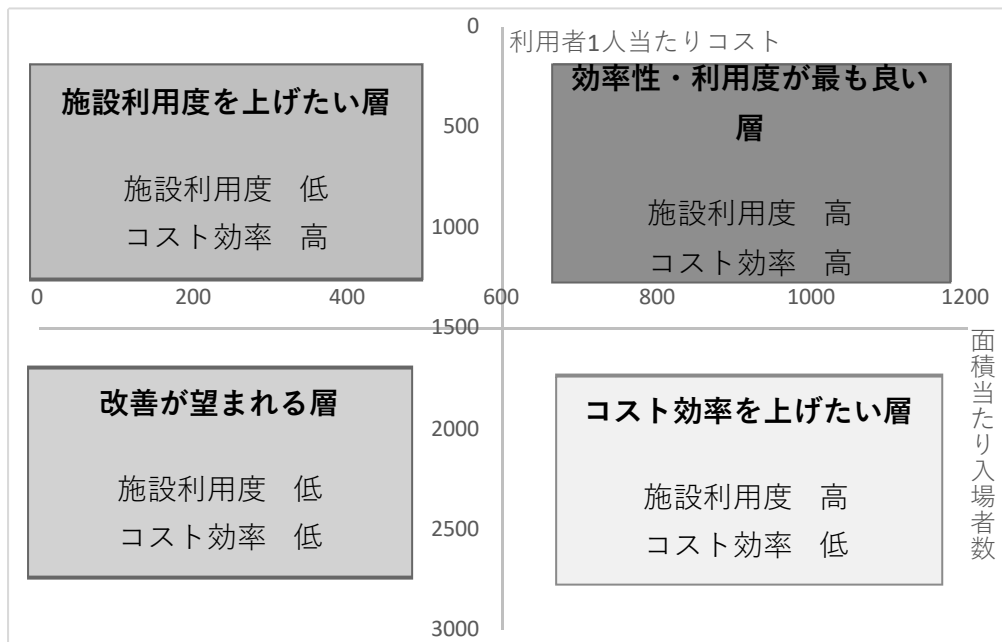 0
利用者1人当たりコスト
施設利用度を上げたい層
施設利用度 低
コスト効率 高
効率性・利用度が最も良い
層
施設利用度 高
コスト効率 高
500
1000
0
200
400
600
800
1000
1200
1500
面積当たり入場者数
改善が望まれる層
施設利用度 低
コスト効率 低
コスト効率を上げたい層
施設利用度 高
コスト効率 低
2000
2500
3000